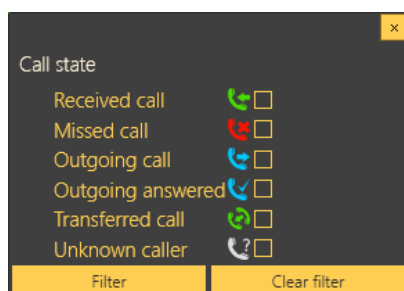 ×
Call state
Received call
Missed call
Outgoing call
Outgoing answered
Transferred call
Unknown caller
Filter Clear filter